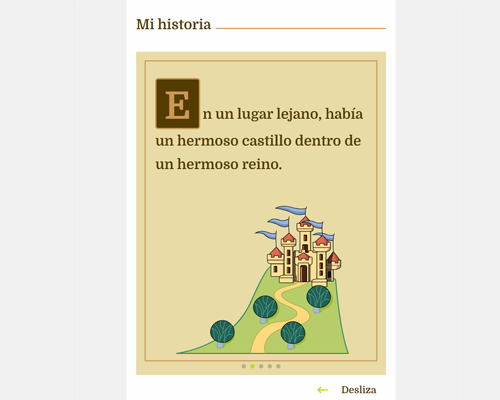 Mi historia
En un lugar lejano, había
un hermoso castillo dentro de
un hermoso reino.
Desliza